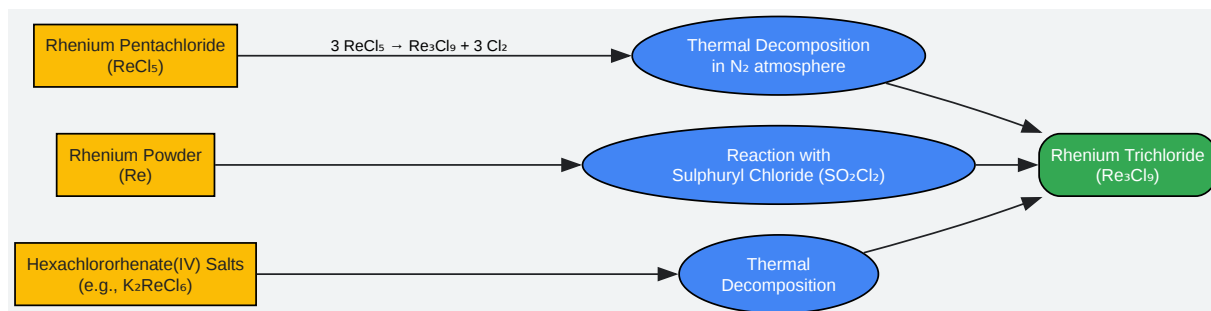 Rhenium Pentachloride
(ReCl₅)
3 ReCl₅ → Re₃Cl₉ + 3 Cl₂
Thermal Decomposition
in N₂ atmosphere
Rhenium Powder
(Re)
Reaction with
Sulphuryl Chloride (SO₂Cl₂)
Rhenium Trichloride
(Re₃Cl₉)
Hexachlororhenate(IV) Salts
(e.g., K₂ReCl₆)
Thermal
Decomposition